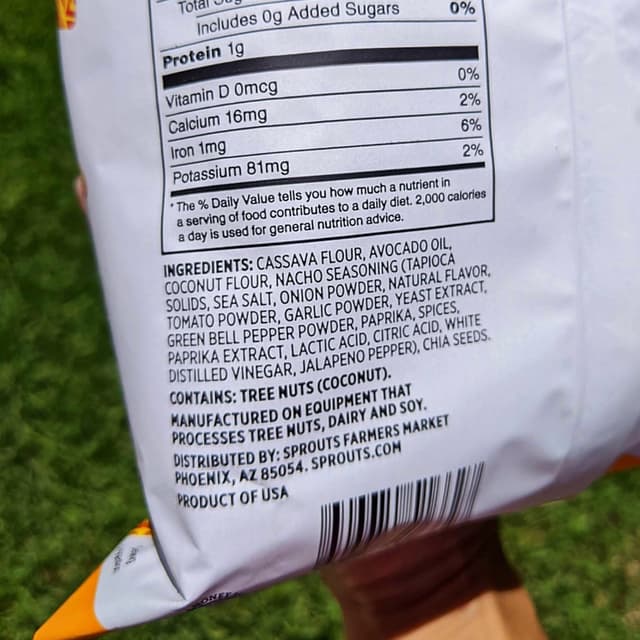 Total
Includes 0g Added Sugars 0%
Protein 1g
Vitamin D 0mcg 0%
Calcium 16mg 2%
Iron 1mg 6%
Potassium 81mg 2%
* The % Daily Value tells you how much a nutrient in
a serving of food contributes to a daily diet. 2,000 calories
a day is used for general nutrition advice.
INGREDIENTS: CASSAVA FLOUR, AVOCADO OIL,
COCONUT FLOUR, NACHO SEASONING (TAPIOCA
SOLIDS, SEA SALT, ONION POWDER, NATURAL FLAVOR,
TOMATO POWDER, GARLIC POWDER, YEAST EXTRACT,
GREEN BELL PEPPER POWDER, PAPRIKA, SPICES,
PAPRIKA EXTRACT, LACTIC ACID, CITRIC ACID, WHITE
DISTILLED VINEGAR, JALAPENO PEPPER), CHIA SEEDS.
CONTAINS: TREE NUTS (COCONUT).
MANUFACTURED ON EQUIPMENT THAT
PROCESSES TREE NUTS, DAIRY AND SOY.
DISTRIBUTED BY: SPROUTS FARMERS MARKET
PHOENIX, AZ 85054. SPROUTS.COM
PRODUCT OF USA